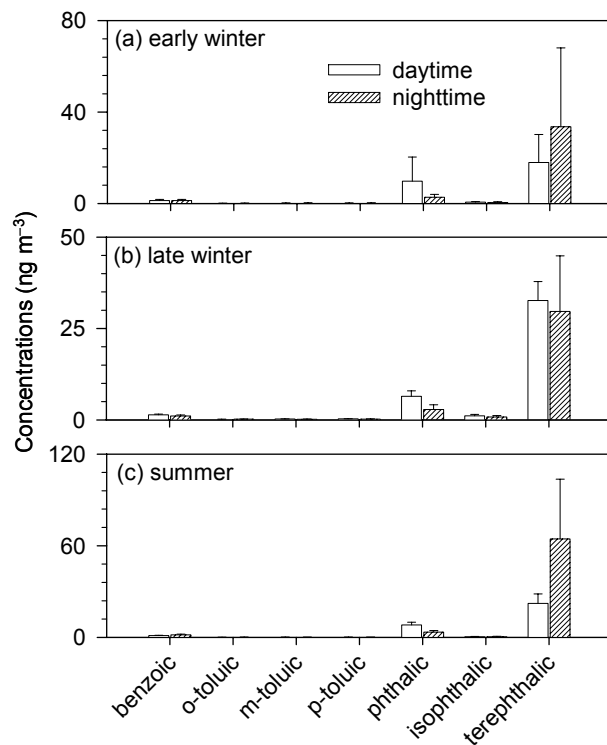 80
(a) early winter
daytime
nighttime
40
0
50
(b) late winter
25
0
Concentrations (ng m⁻³)
120
(c) summer
60
0
benzoic
o-toluic
m-toluic
p-toluic
phthalic
isophthalic
terephthalic